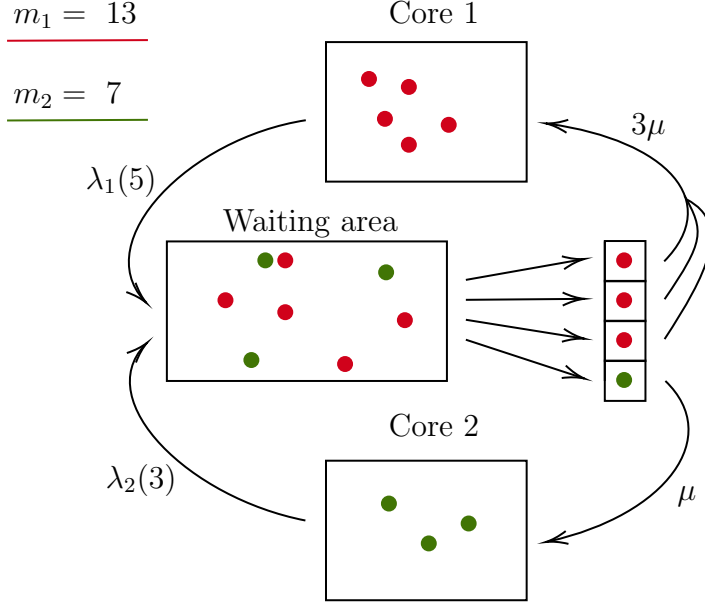 m₁ = 13
Core 1
m₂ = 7
3μ
λ₁(5)
Waiting area
Core 2
λ₂(3)
μ